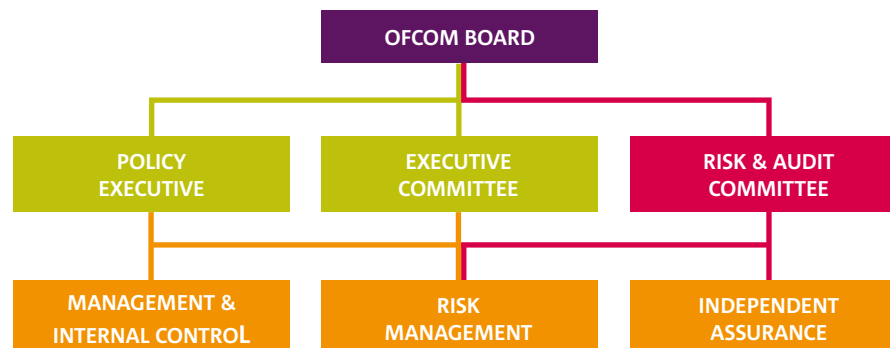 OFCOM BOARD
POLICY
EXECUTIVE
EXECUTIVE
COMMITTEE
RISK & AUDIT
COMMITTEE
MANAGEMENT &
INTERNAL CONTROL
RISK
MANAGEMENT
INDEPENDENT
ASSURANCE